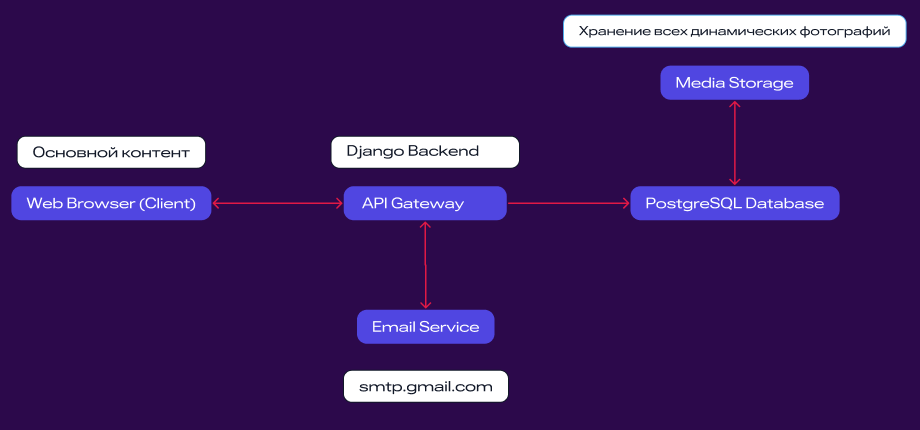 Хранение всех динамических фотографий
Media Storage
Основной контент
Django Backend
Web Browser (Client)
API Gateway
PostgreSQL Database
Email Service
smtp.gmail.com